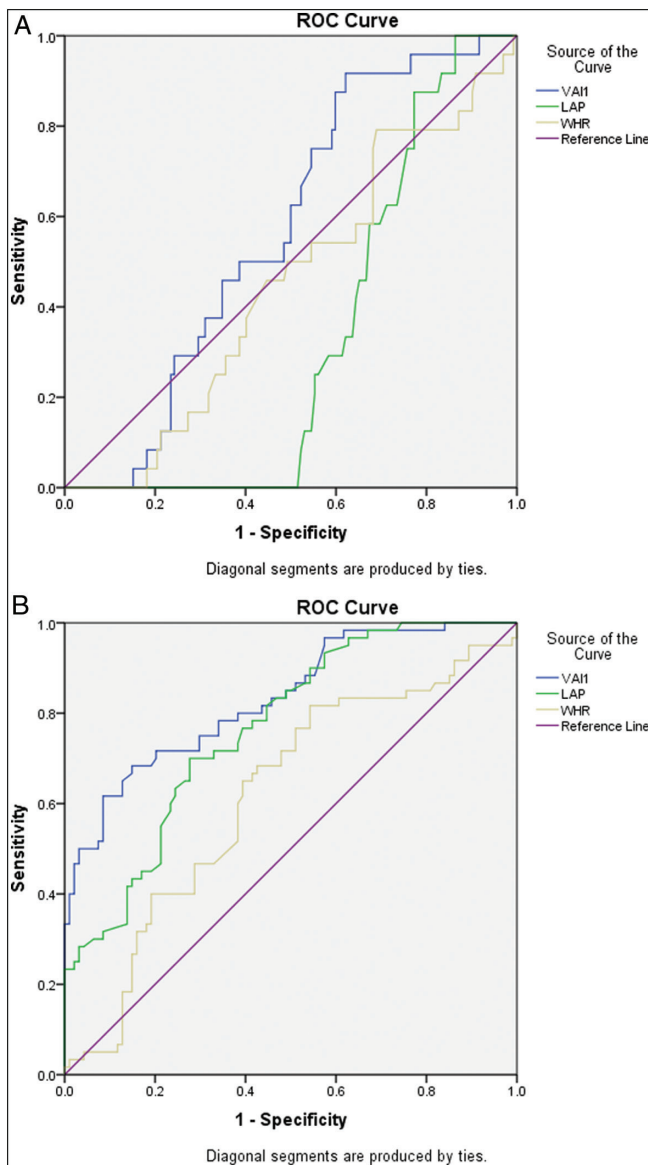 A
ROC Curve
1.0
0.8
0.6
0.4
0.2
0.0
Sensitivity
0.0 0.2 0.4 0.6 0.8 1.0
1 - Specificity
Diagonal segments are produced by ties.
Source of the
Curve
VAI1
LAP
WHR
Reference Line
B
ROC Curve
1.0
0.8
0.6
0.4
0.2
0.0
Sensitivity
0.0 0.2 0.4 0.6 0.8 1.0
1 - Specificity
Diagonal segments are produced by ties.
Source of the
Curve
VAI1
LAP
WHR
Reference Line